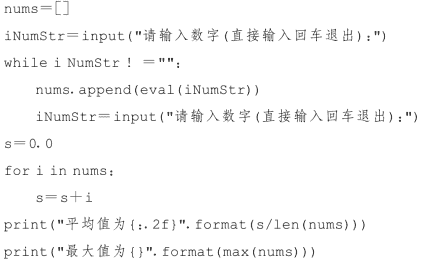 nums=[]
iNumStr=input("请输入数字(直接输入回车退出):")
while i NumStr! ="":
    nums.append(eval(iNumStr))
    iNumStr=input("请输入数字(直接输入回车退出):")
s=0.0
for i in nums:
    s=s+i
print("平均值为{:.2f}".format(s/len(nums)))
print("最大值为{}".format(max(nums)))